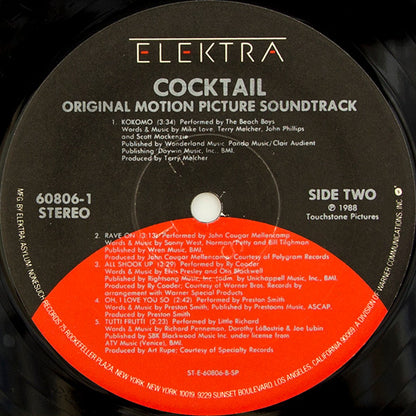 ELEKTRA
COCKTAIL
ORIGINAL MOTION PICTURE SOUNDTRACK
1. KOKOMO (3:34) Performed by The Beach Boys
Words & Music by Mike Love, Terry Melcher, John Phillips
and Scott Mackenzie
Published by Wonderland Music. Panda Music/Clair Audient
Publishing/Daywin Music, Inc., BMI.
Produced by Terry Melcher
60806-1
STEREO
SIDE TWO
℗ 1988
Touchstone Pictures
2. RAVE ON (3:13) Performed by John Cougar Mellencamp
Words & Music by Sonny West, Norman Petty and Bill Tilghman
Published by Wren Music, BMI.
Produced by John Cougar Mellencamp/Courtesy of Polygram Records
3. ALL SHOOK UP (3:29) Performed by Ry Cooder
Words & Music by Elvis Presley and Otis Blackwell
Published by Rightsong Music, Inc./adm. by Unichappell Music, Inc., BMI.
Produced by Ry Cooder/Courtesy of Warner Bros. Records by
arrangement with Warner Special Products
4. OH, I LOVE YOU SO (2:42) Performed by Preston Smith
Words & Music by Preston Smith, Published by Prestoons Music, ASCAP.
Produced by Preston Smith
5. TUTTI FRUTTI (2:23) Performed by Little Richard
Words & Music by Richard Penneman, Dorothy LaBostrie & Joe Lubin
Published by SBK Blackwood Music Inc. under license from
ATV Music (Venice), BMI.
Produced by Art Rupe/Courtesy of Specialty Records
ST-E-60806-B-SP
MFG BY ELEKTRA/ASYLUM/NONESUCH RECORDS, 75 ROCKEFELLER PLAZA, NEW YORK, NEW YORK 10019. 9229 SUNSET BOULEVARD, LOS ANGELES, CALIFORNIA 90069. A DIVISION OF WARNER COMMUNICATIONS INC.